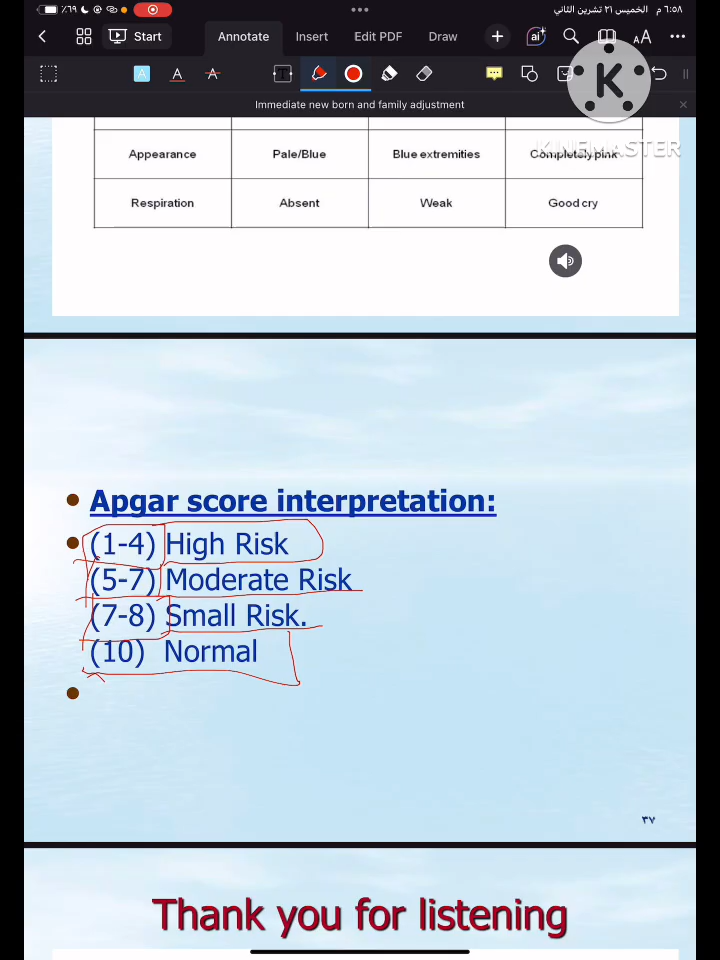 ٪٦٩
٦:٥٨ م الخميس ٢١ تشرين الثاني
Start
Annotate
Insert
Edit PDF
Draw
ai
AA
A
A
A
T
Immediate new born and family adjustment
K
KINEMASTER
Appearance Pale/Blue Blue extremities Completely pink
Respiration Absent Weak Good cry
Apgar score interpretation:
(1-4) High Risk
(5-7) Moderate Risk
(7-8) Small Risk.
(10) Normal
٣٧
Thank you for listening